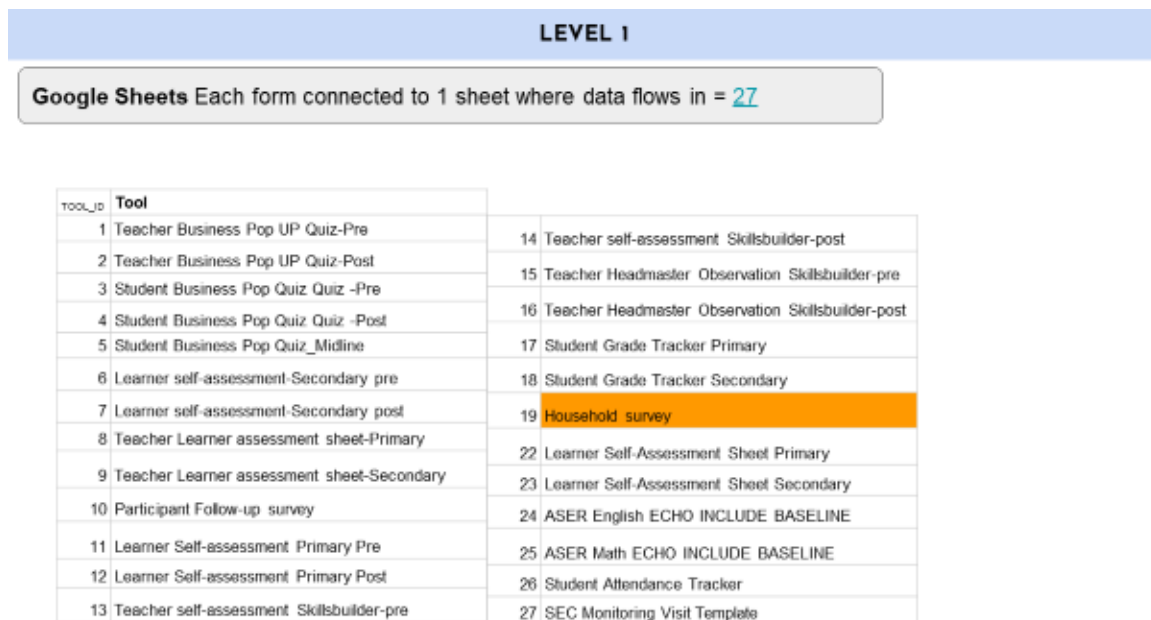 LEVEL 1
Google Sheets Each form connected to 1 sheet where data flows in = 27
TOOL_ID Tool
1 Teacher Business Pop UP Quiz-Pre
2 Teacher Business Pop UP Quiz-Post
3 Student Business Pop Quiz Quiz -Pre
4 Student Business Pop Quiz Quiz -Post
5 Student Business Pop Quiz_Midline
6 Learner self-assessment-Secondary pre
7 Learner self-assessment-Secondary post
8 Teacher Learner assessment sheet-Primary
9 Teacher Learner assessment sheet-Secondary
10 Participant Follow-up survey
11 Learner Self-assessment Primary Pre
12 Learner Self-assessment Primary Post
13 Teacher self-assessment Skillsbuilder-pre
14 Teacher self-assessment Skillsbuilder-post
15 Teacher Headmaster Observation Skillsbuilder-pre
16 Teacher Headmaster Observation Skillsbuilder-post
17 Student Grade Tracker Primary
18 Student Grade Tracker Secondary
19 Household survey
22 Learner Self-Assessment Sheet Primary
23 Learner Self-Assessment Sheet Secondary
24 ASER English ECHO INCLUDE BASELINE
25 ASER Math ECHO INCLUDE BASELINE
26 Student Attendance Tracker
27 SEC Monitoring Visit Template